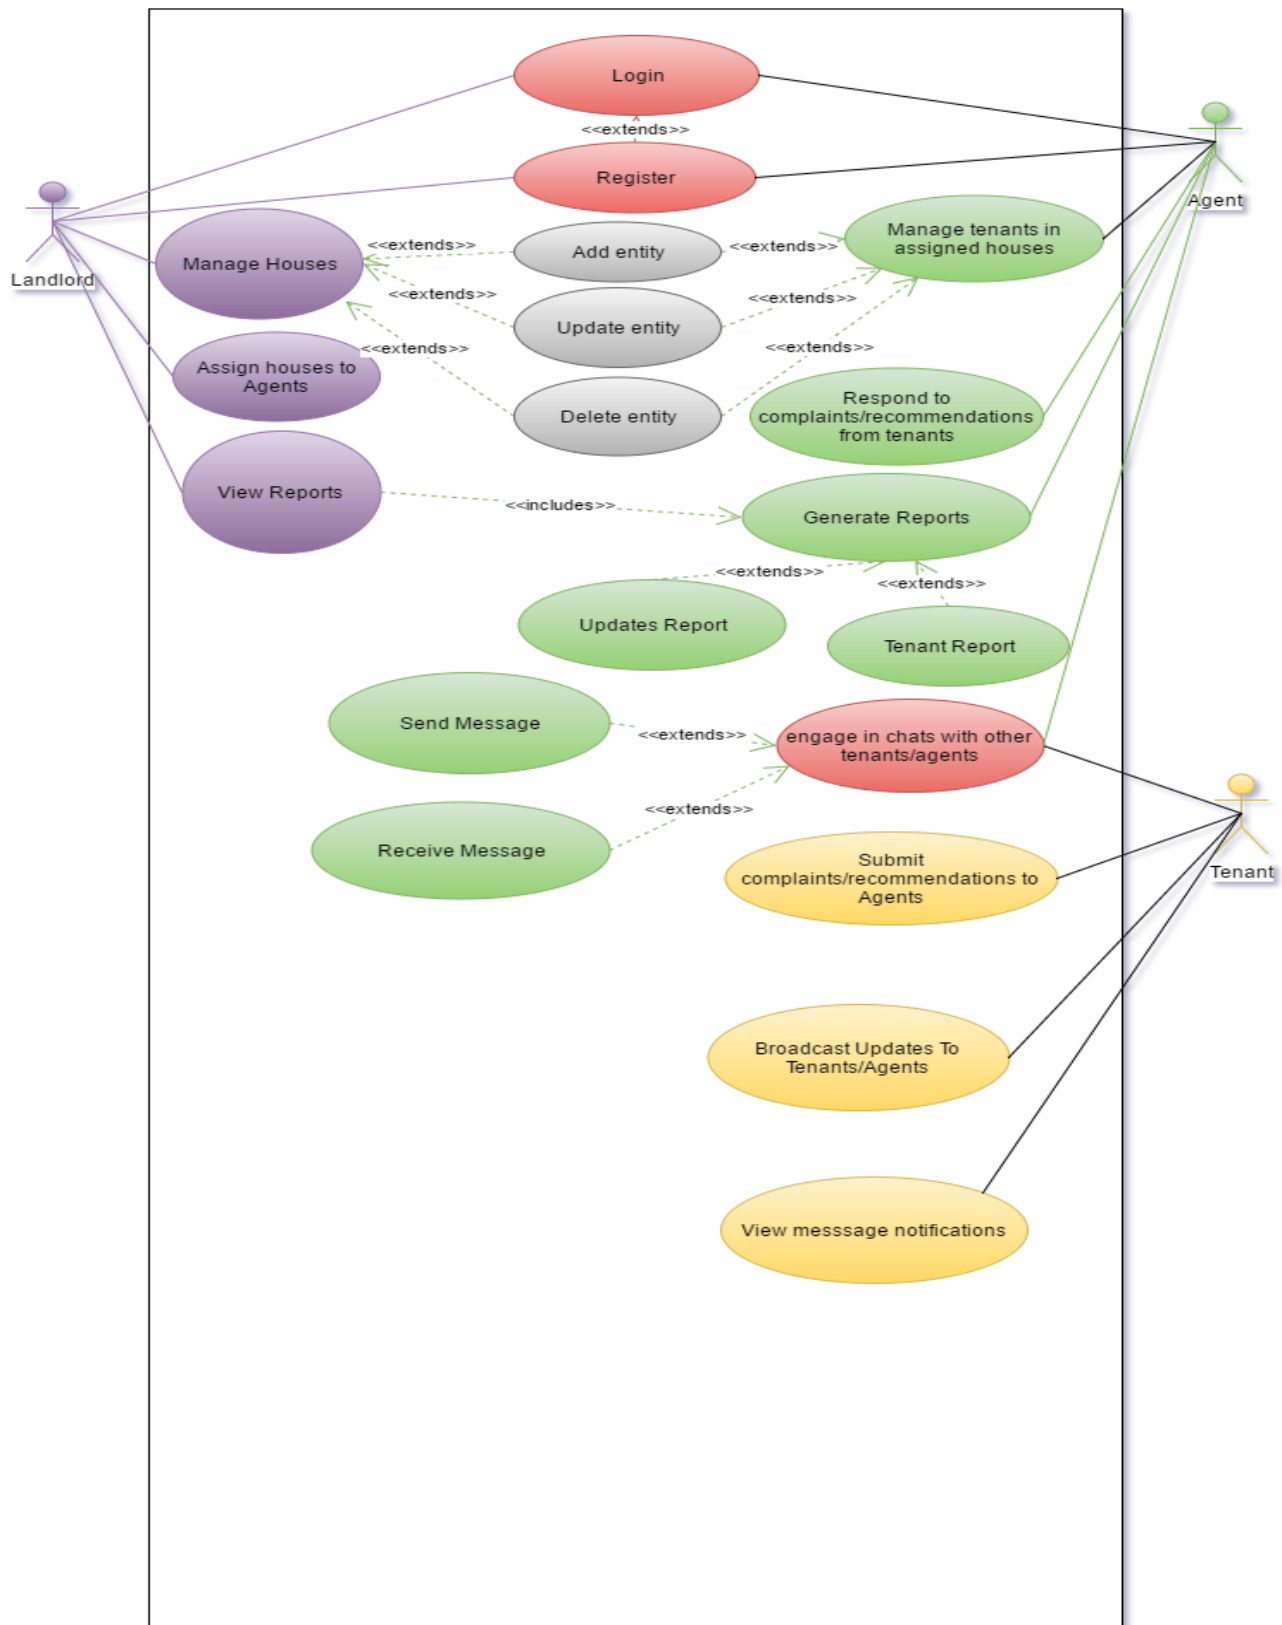 Login
<<extends>>
Register
Agent
Landlord
Manage Houses
<<extends>>
Add entity
<<extends>>
Manage tenants in
assigned houses
<<extends>>
Update entity
<<extends>>
<<extends>>
Delete entity
<<extends>>
Assign houses to
Agents
Respond to
complaints/recommendations
from tenants
View Reports
<<includes>>
Generate Reports
<<extends>>
<<extends>>
Updates Report
Tenant Report
Send Message
<<extends>>
engage in chats with other
tenants/agents
Receive Message
<<extends>>
Submit
complaints/recommendations to
Agents
Tenant
Broadcast Updates To
Tenants/Agents
View messsage notifications